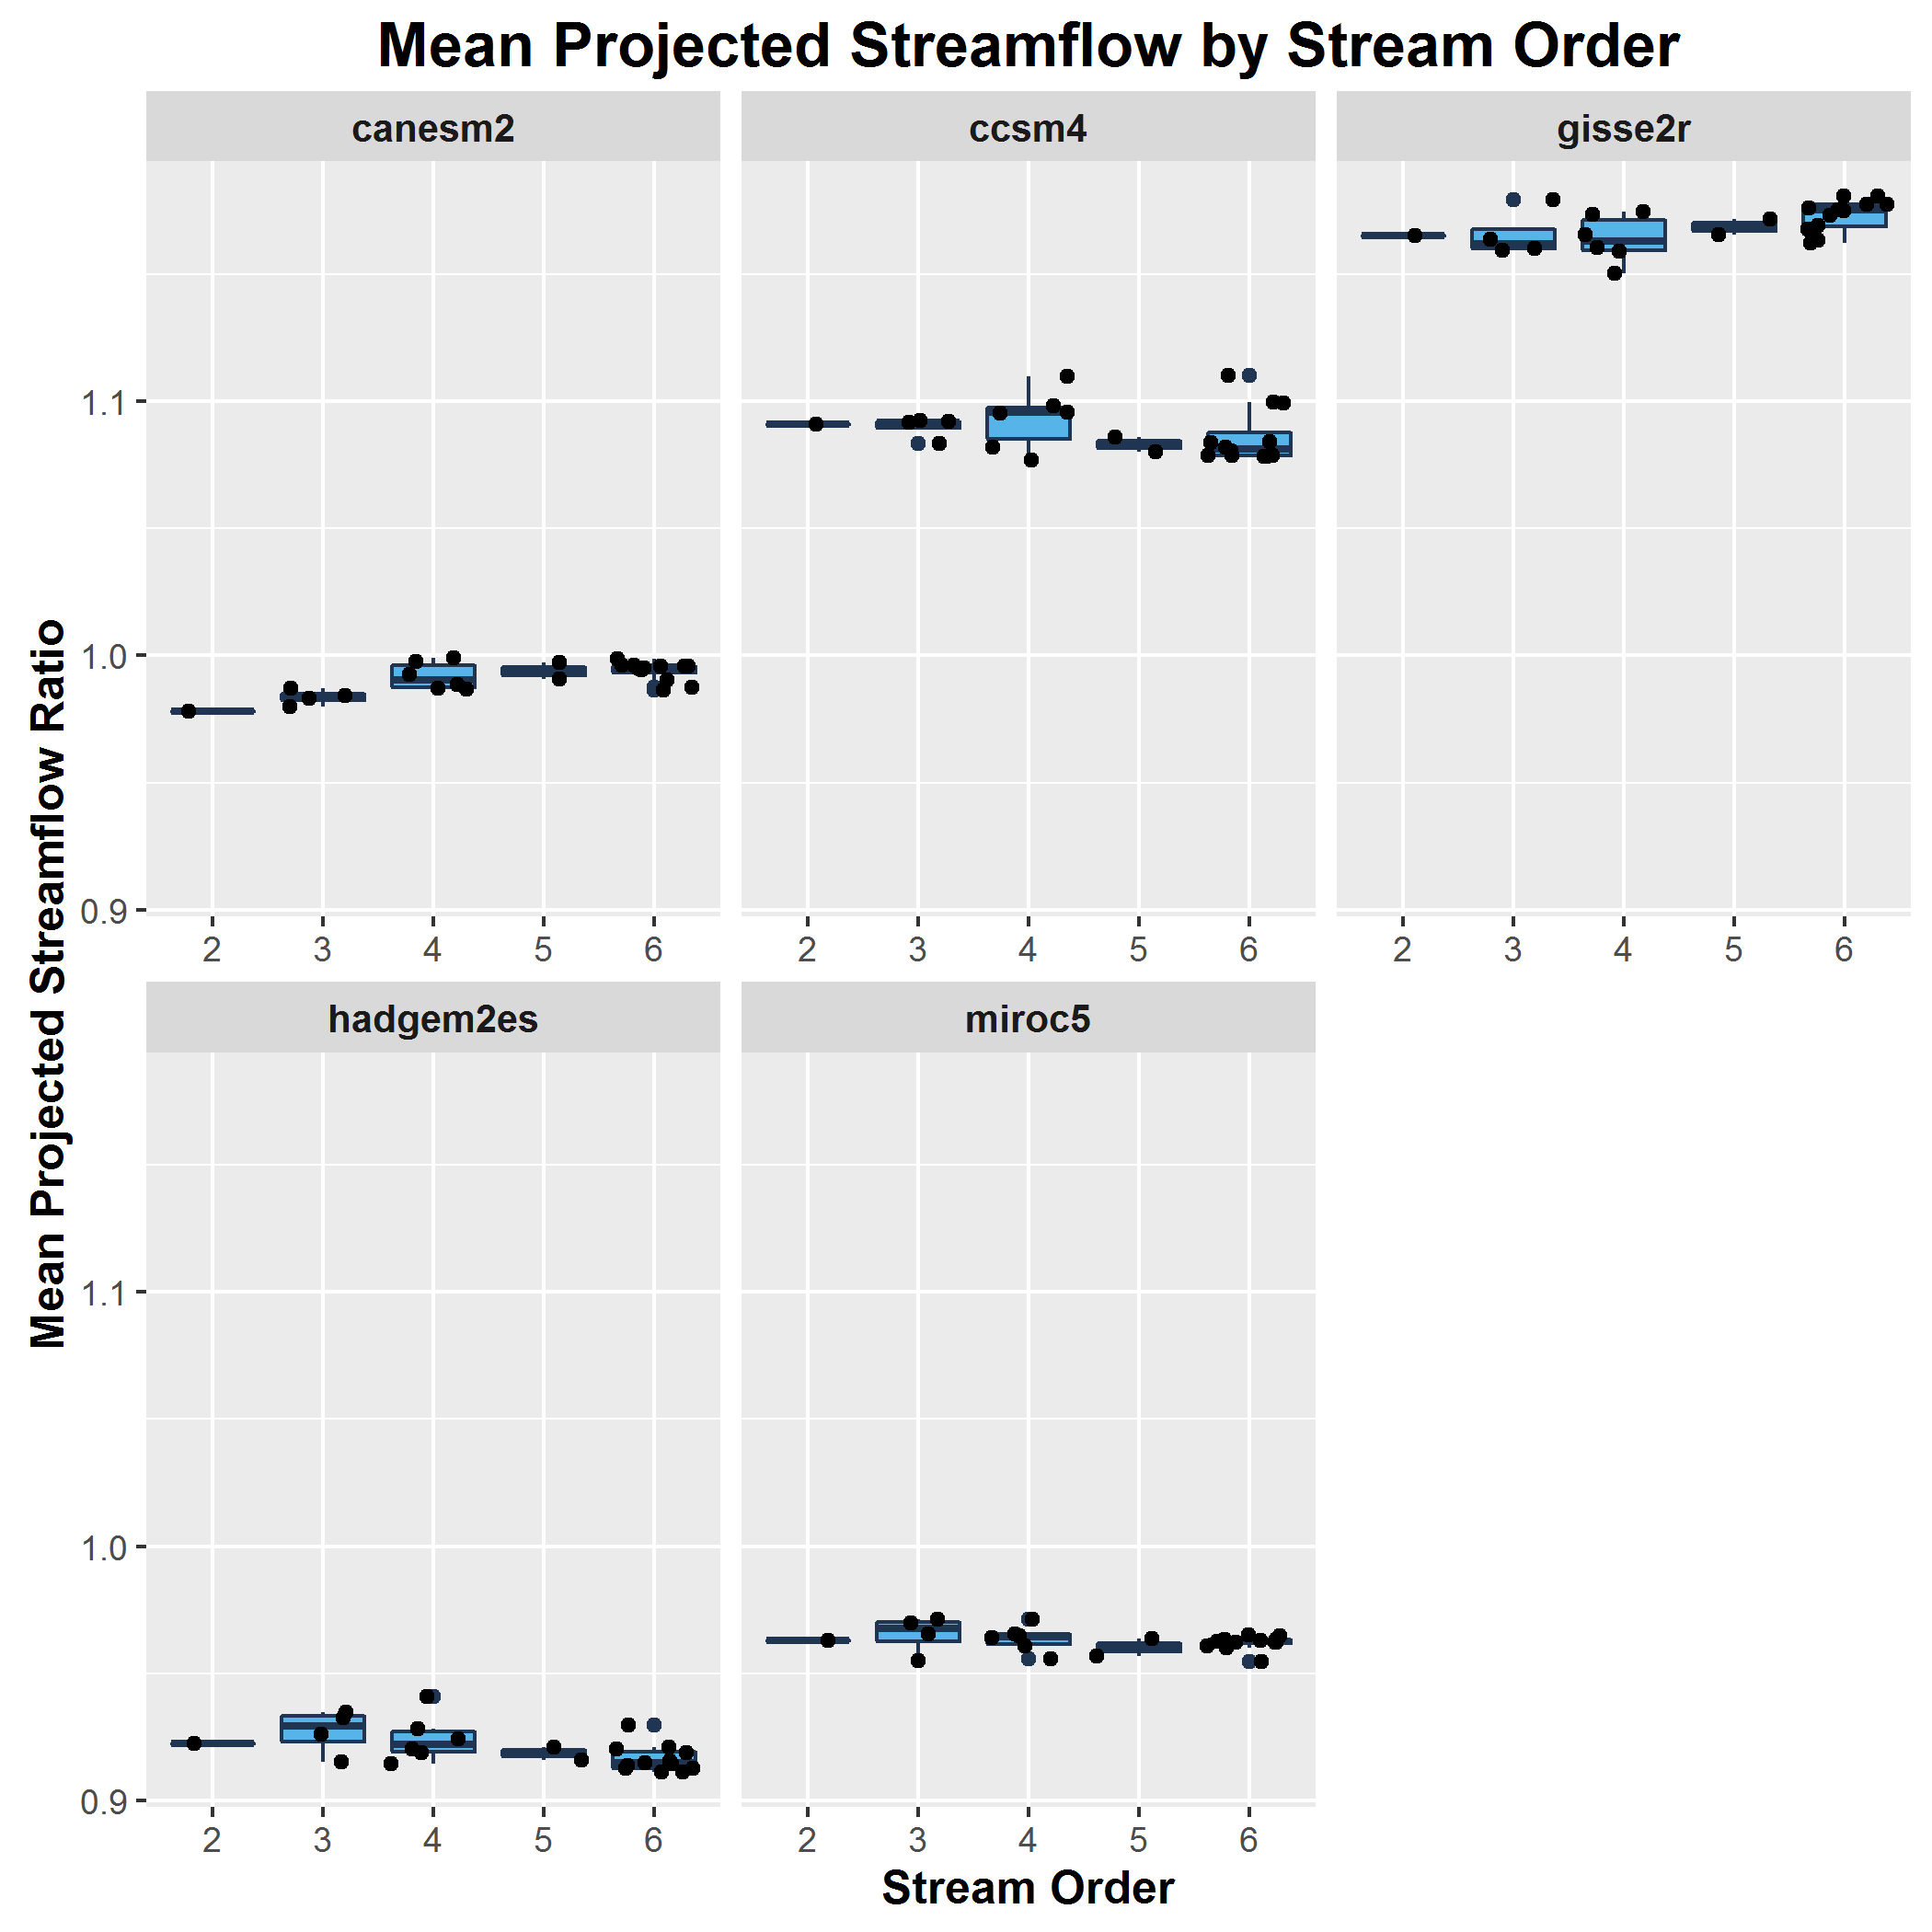 Mean Projected Streamflow by Stream Order
canesm2
ccsm4
gisse2r
Mean Projected Streamflow Ratio
1.1
1.0
0.9
2 3 4 5 6
2 3 4 5 6
2 3 4 5 6
hadgem2es
miroc5
1.1
1.0
0.9
2 3 4 5 6
2 3 4 5 6
Stream Order